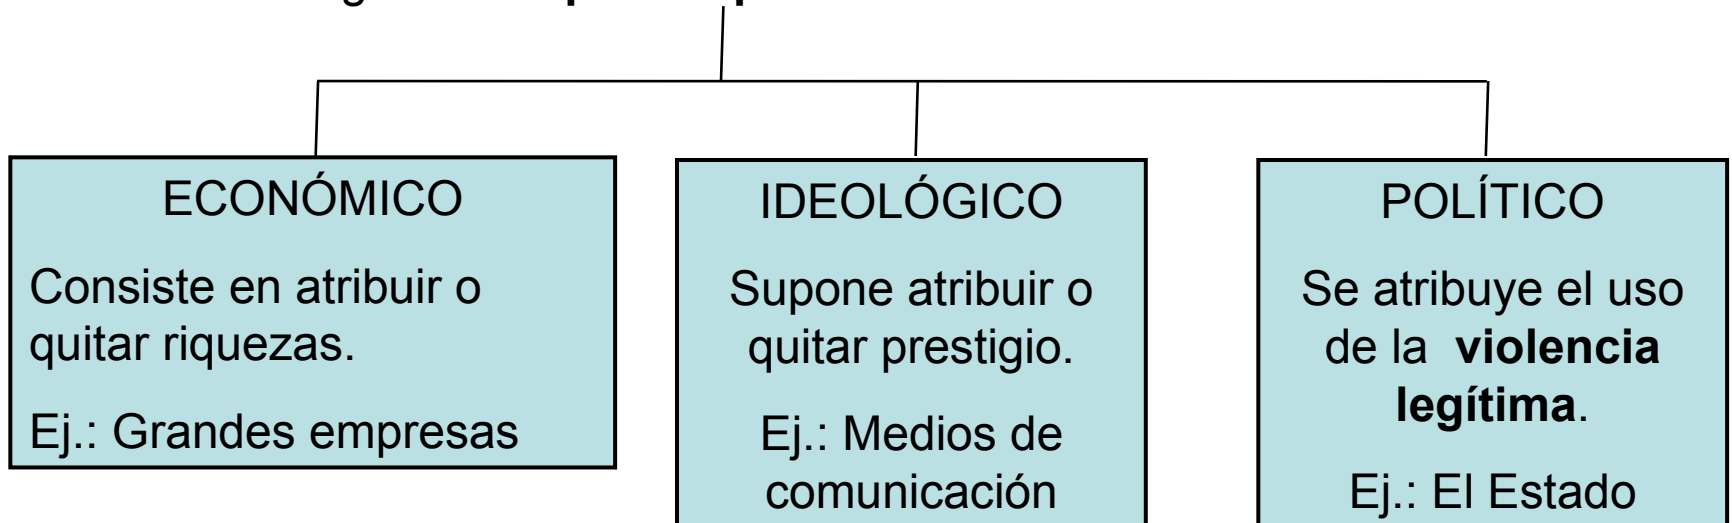 ECONÓMICO
Consiste en atribuir o
quitar riquezas.
Ej.: Grandes empresas
IDEOLÓGICO
Supone atribuir o
quitar prestigio.
Ej.: Medios de
comunicación
POLÍTICO
Se atribuye el uso
de la violencia
legítima.
Ej.: El Estado